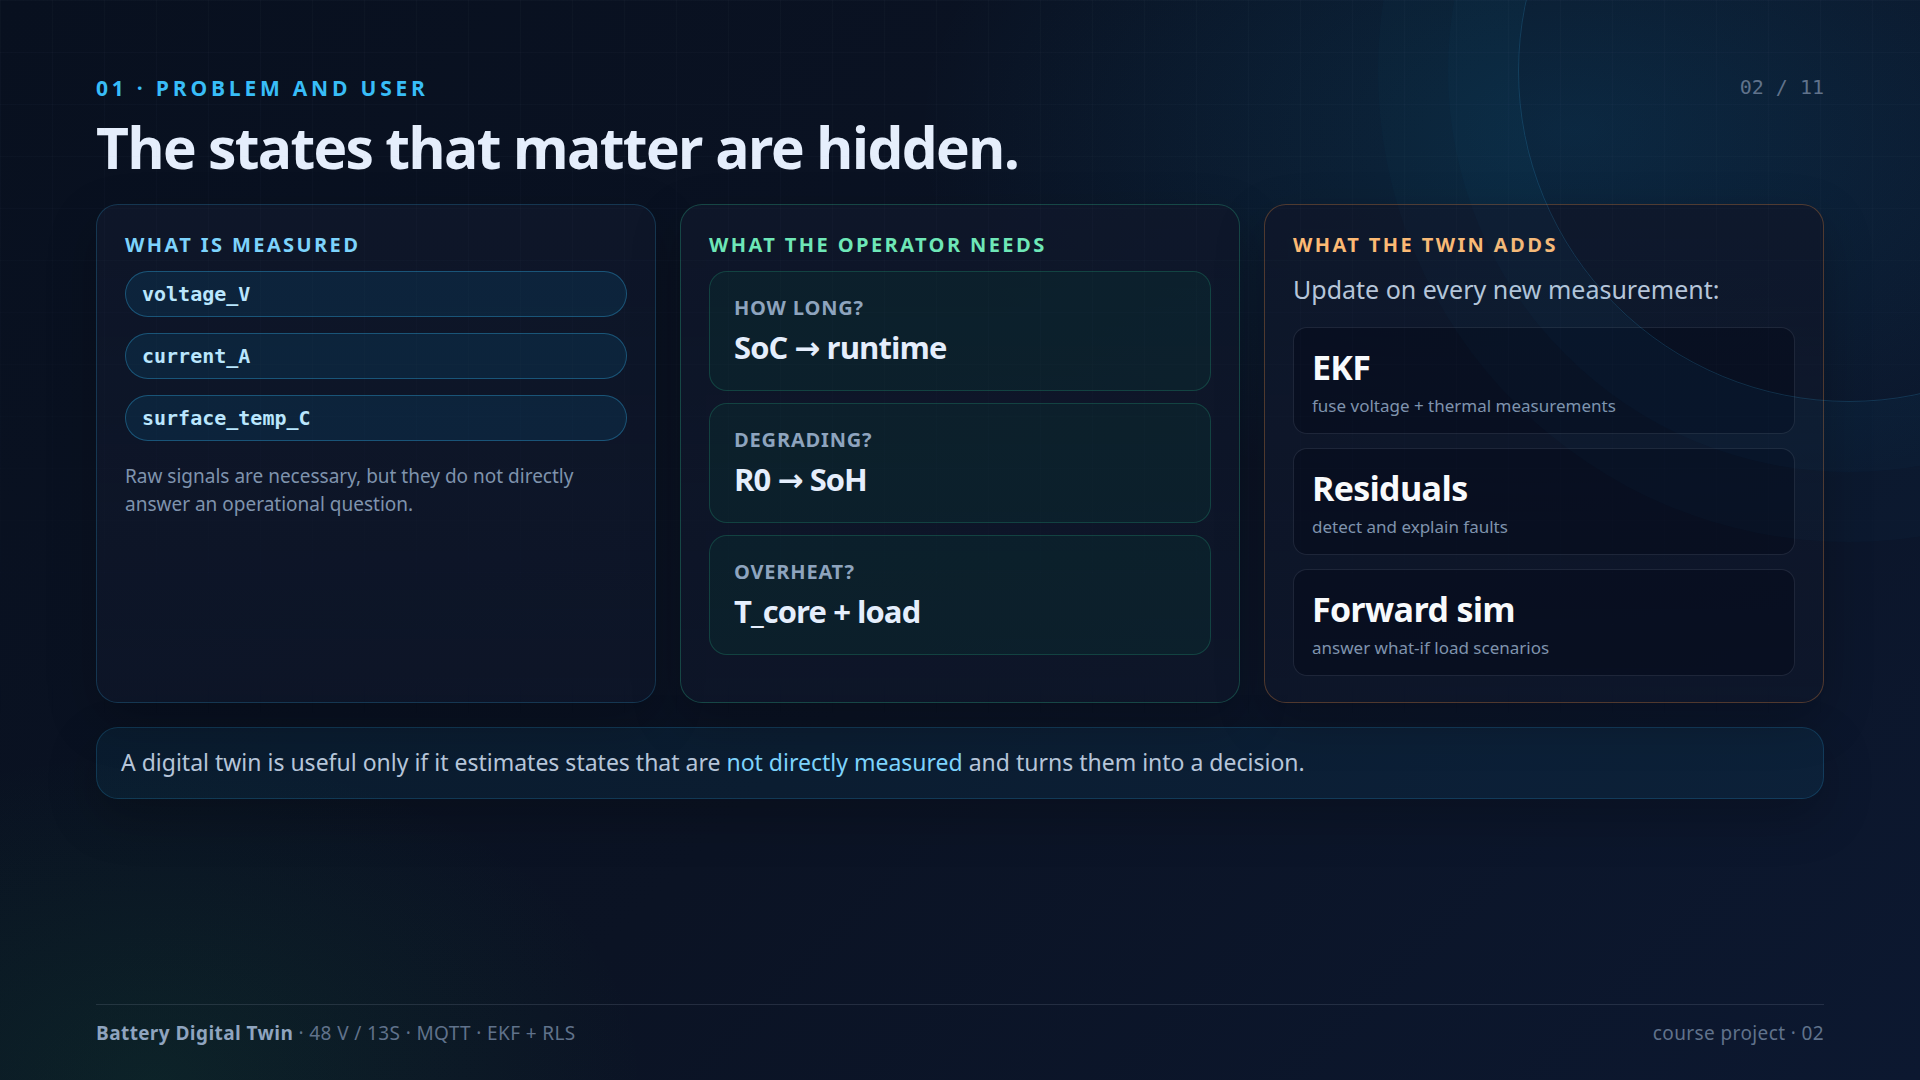 01 · PROBLEM AND USER
02 / 11
The states that matter are hidden.
WHAT IS MEASURED
voltage_V
current_A
surface_temp_C
Raw signals are necessary, but they do not directly
answer an operational question.
WHAT THE OPERATOR NEEDS
HOW LONG?
SoC → runtime
DEGRADING?
R0 → SoH
OVERHEAT?
T_core + load
WHAT THE TWIN ADDS
Update on every new measurement:
EKF
fuse voltage + thermal measurements
Residuals
detect and explain faults
Forward sim
answer what-if load scenarios
A digital twin is useful only if it estimates states that are not directly measured and turns them into a decision.
Battery Digital Twin · 48 V / 13S · MQTT · EKF + RLS
course project · 02